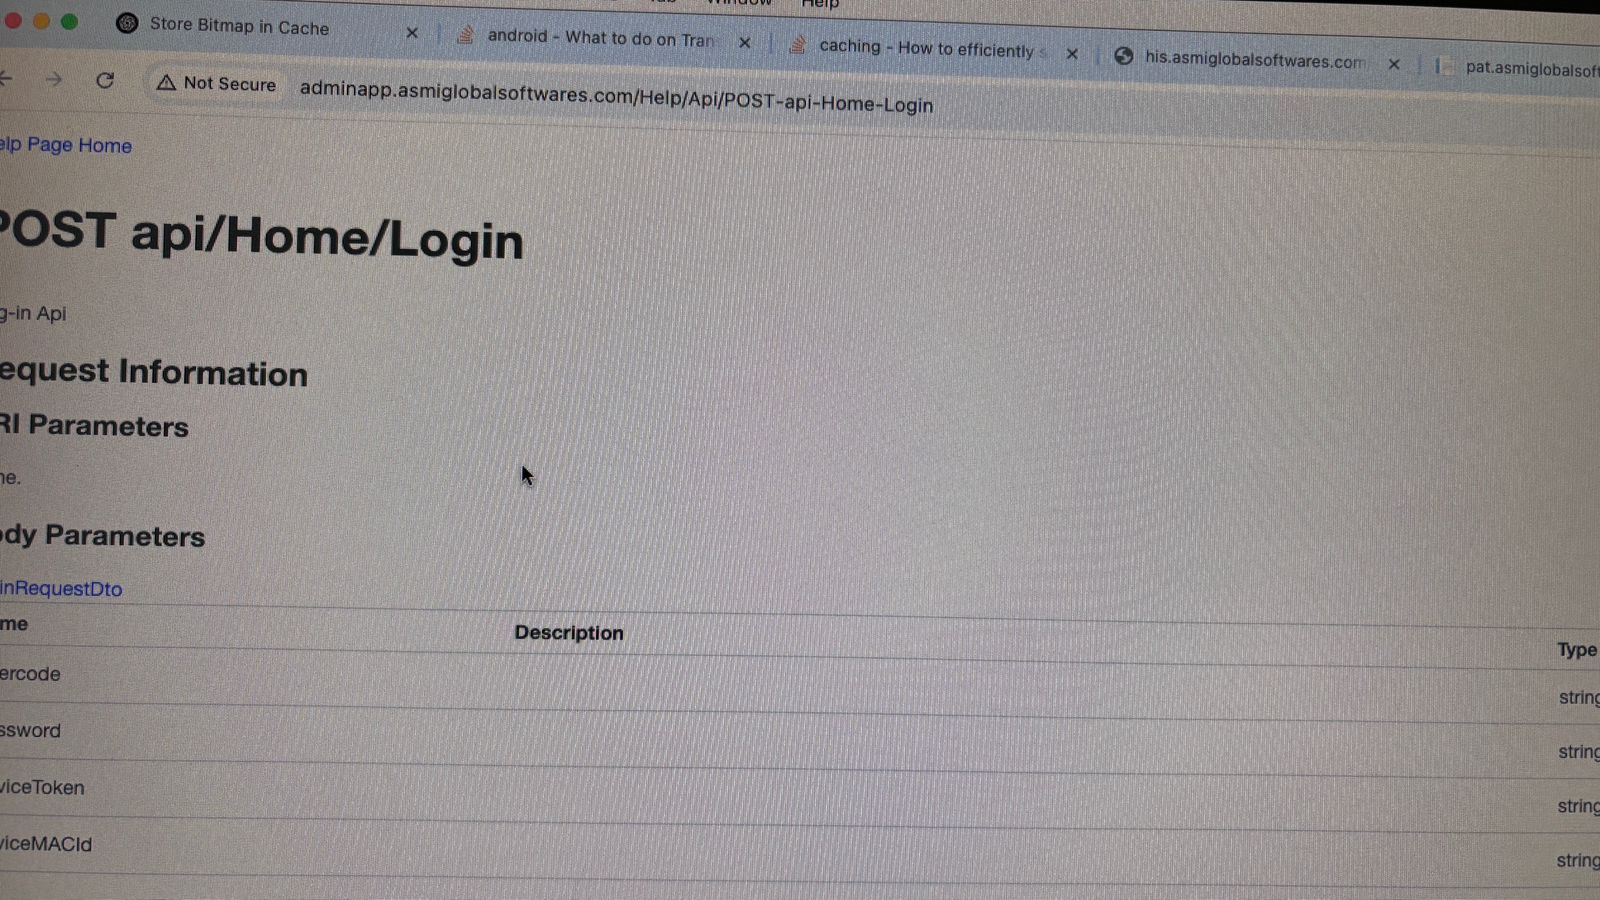 Window Help
Store Bitmap in Cache
android - What to do on Tran
caching - How to efficiently s
his.asmiglobalsoftwares.com
pat.asmiglobalsoft
Not Secure adminapp.asmiglobalsoftwares.com/Help/Api/POST-api-Home-Login
elp Page Home
POST api/Home/Login
g-in Api
equest Information
RI Parameters
ne.
ody Parameters
inRequestDto
me Description Type
ercode string
ssword string
viceToken string
viceMACId string